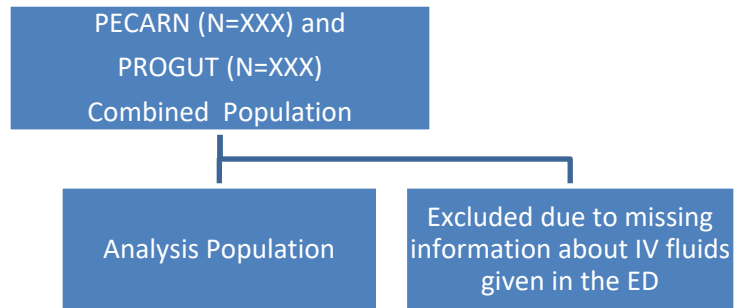 PECARN (N=XXX) and
PROGUT (N=XXX)
Combined Population
Analysis Population
Excluded due to missing
information about IV fluids
given in the ED